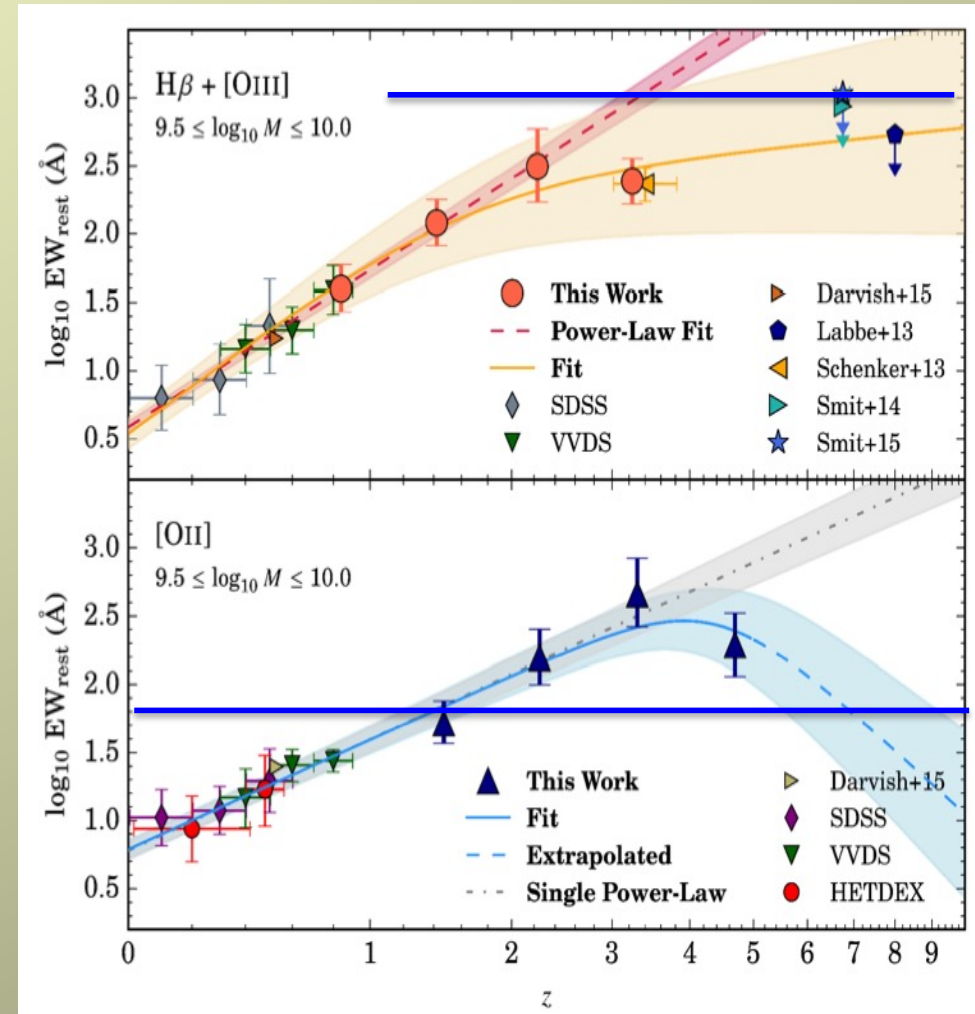 Hβ + [OIII]
9.5 ≤ log₁₀ M ≤ 10.0
log₁₀ EWrest (Å)
3.0
2.5
2.0
1.5
1.0
0.5
This Work
Power-Law Fit
Fit
SDSS
VVDS
Darvish+15
Labbe+13
Schenker+13
Smit+14
Smit+15
[OII]
9.5 ≤ log₁₀ M ≤ 10.0
log₁₀ EWrest (Å)
3.0
2.5
2.0
1.5
1.0
0.5
This Work
Fit
Extrapolated
Single Power-Law
Darvish+15
SDSS
VVDS
HETDEX
0 1 2 3 4 5 6 7 8 9
z